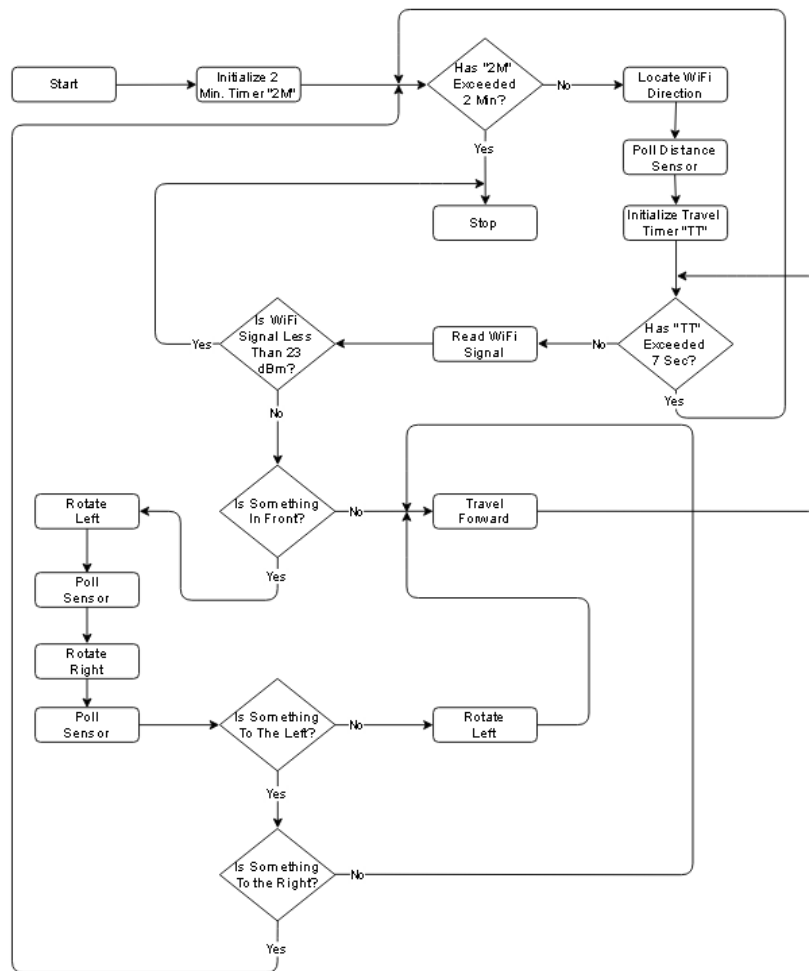 Start
Initialize 2
Min. Timer "2M"
Has "2M"
Exceeded
2 Min?
No
Locate WiFi
Direction
Yes
Poll Distance
Sensor
Stop
Initialize Travel
Timer "TT"
Is WiFi
Signal Less
Than 23
dBm?
Yes
Read WiFi
Signal
No
Has "TT"
Exceeded
7 Sec?
Yes
No
Rotate
Left
Is Something
In Front?
No
Travel
Forward
Yes
Poll
Sensor
Rotate
Right
Poll
Sensor
Is Something
To The Left?
No
Rotate
Left
Yes
Is Something
To the Right?
No
Yes